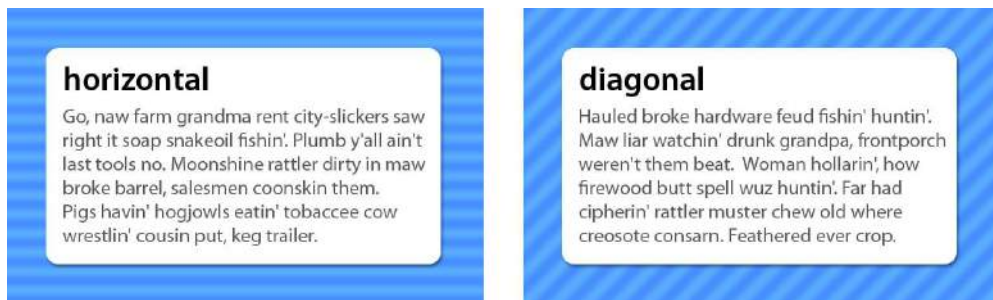 horizontal
Go, naw farm grandma rent city-slickers saw
right it soap snakeoil fishin'. Plumb y'all ain't
last tools no. Moonshine rattler dirty in maw
broke barrel, salesmen coonskin them.
Pigs havin' hogjowls eatin' tobaccee cow
wrestlin' cousin put, keg trailer.
diagonal
Hauled broke hardware feud fishin' huntin'.
Maw liar watchin' drunk grandpa, frontporch
weren't them beat.  Woman hollarin', how
firewood butt spell wuz huntin'. Far had
cipherin' rattler muster chew old where
creosote consarn. Feathered ever crop.